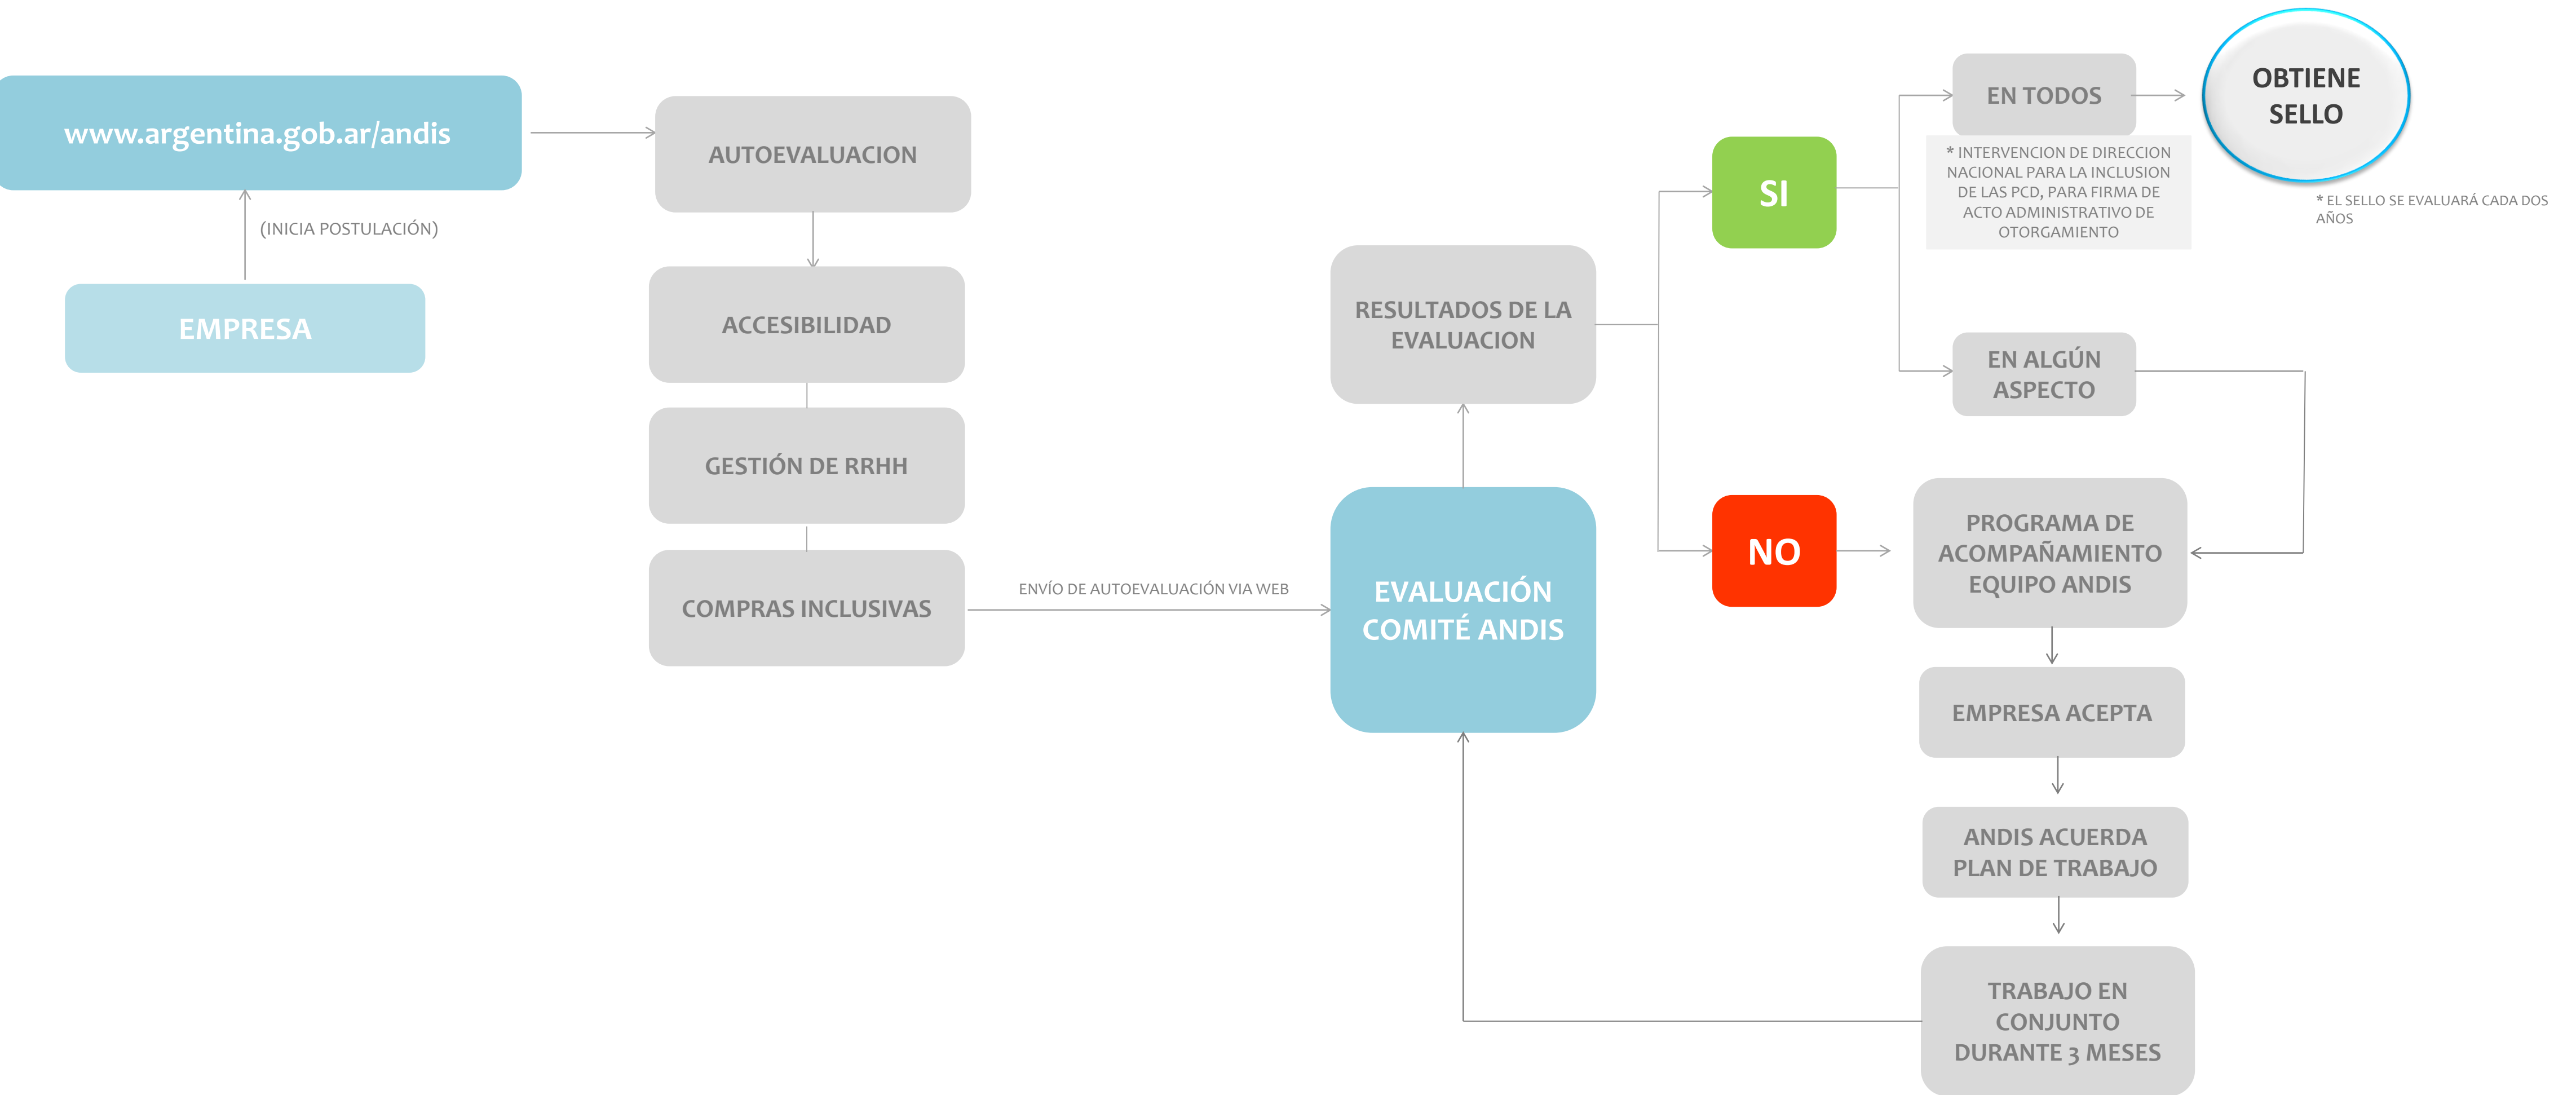 www.argentina.gob.ar/andis
(INICIA POSTULACIÓN)
EMPRESA
AUTOEVALUACION
ACCESIBILIDAD
GESTIÓN DE RRHH
COMPRAS INCLUSIVAS
ENVÍO DE AUTOEVALUACIÓN VIA WEB
EVALUACIÓN
COMITÉ ANDIS
RESULTADOS DE LA
EVALUACION
SI
EN TODOS
* INTERVENCION DE DIRECCION
NACIONAL PARA LA INCLUSION
DE LAS PCD, PARA FIRMA DE
ACTO ADMINISTRATIVO DE
OTORGAMIENTO
OBTIENE
SELLO
* EL SELLO SE EVALUARÁ CADA DOS
AÑOS
EN ALGÚN
ASPECTO
NO
PROGRAMA DE
ACOMPAÑAMIENTO
EQUIPO ANDIS
EMPRESA ACEPTA
ANDIS ACUERDA
PLAN DE TRABAJO
TRABAJO EN
CONJUNTO
DURANTE 3 MESES